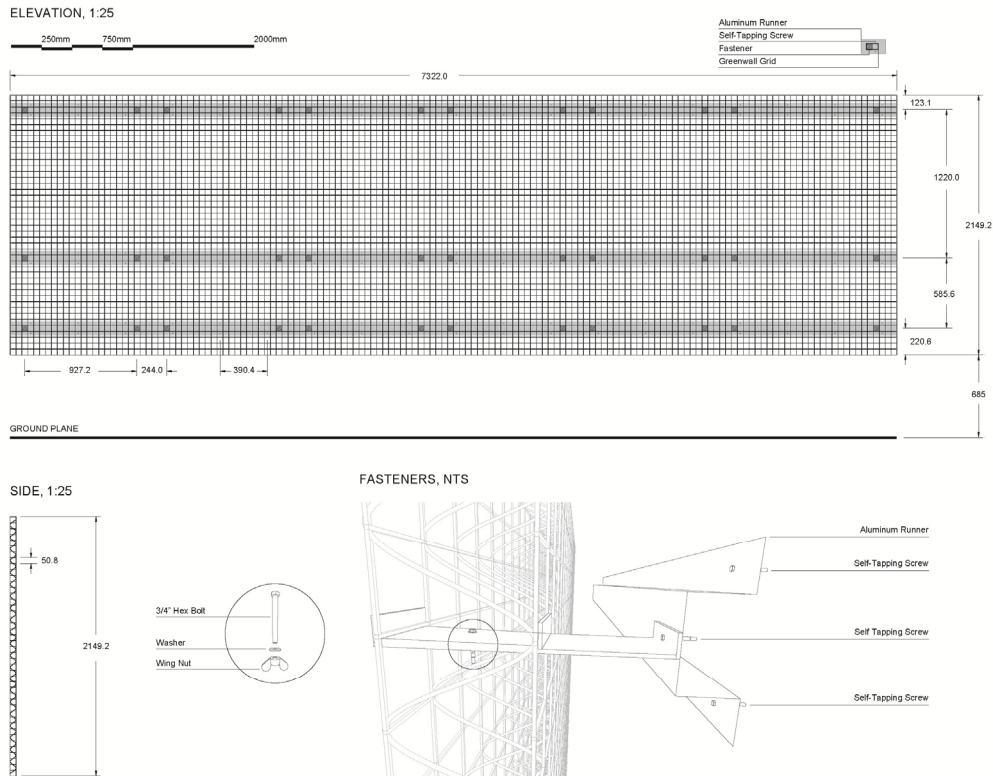 ELEVATION, 1:25
250mm 750mm 2000mm
Aluminum Runner
Self-Tapping Screw
Fastener
Greenwall Grid
7322.0
123.1
1220.0
2149.2
585.6
220.6
927.2 244.0 390.4
685
GROUND PLANE
SIDE, 1:25
FASTENERS, NTS
50.8
2149.2
3/4" Hex Bolt
Washer
Wing Nut
Aluminum Runner
Self-Tapping Screw
Self Tapping Screw
Self-Tapping Screw